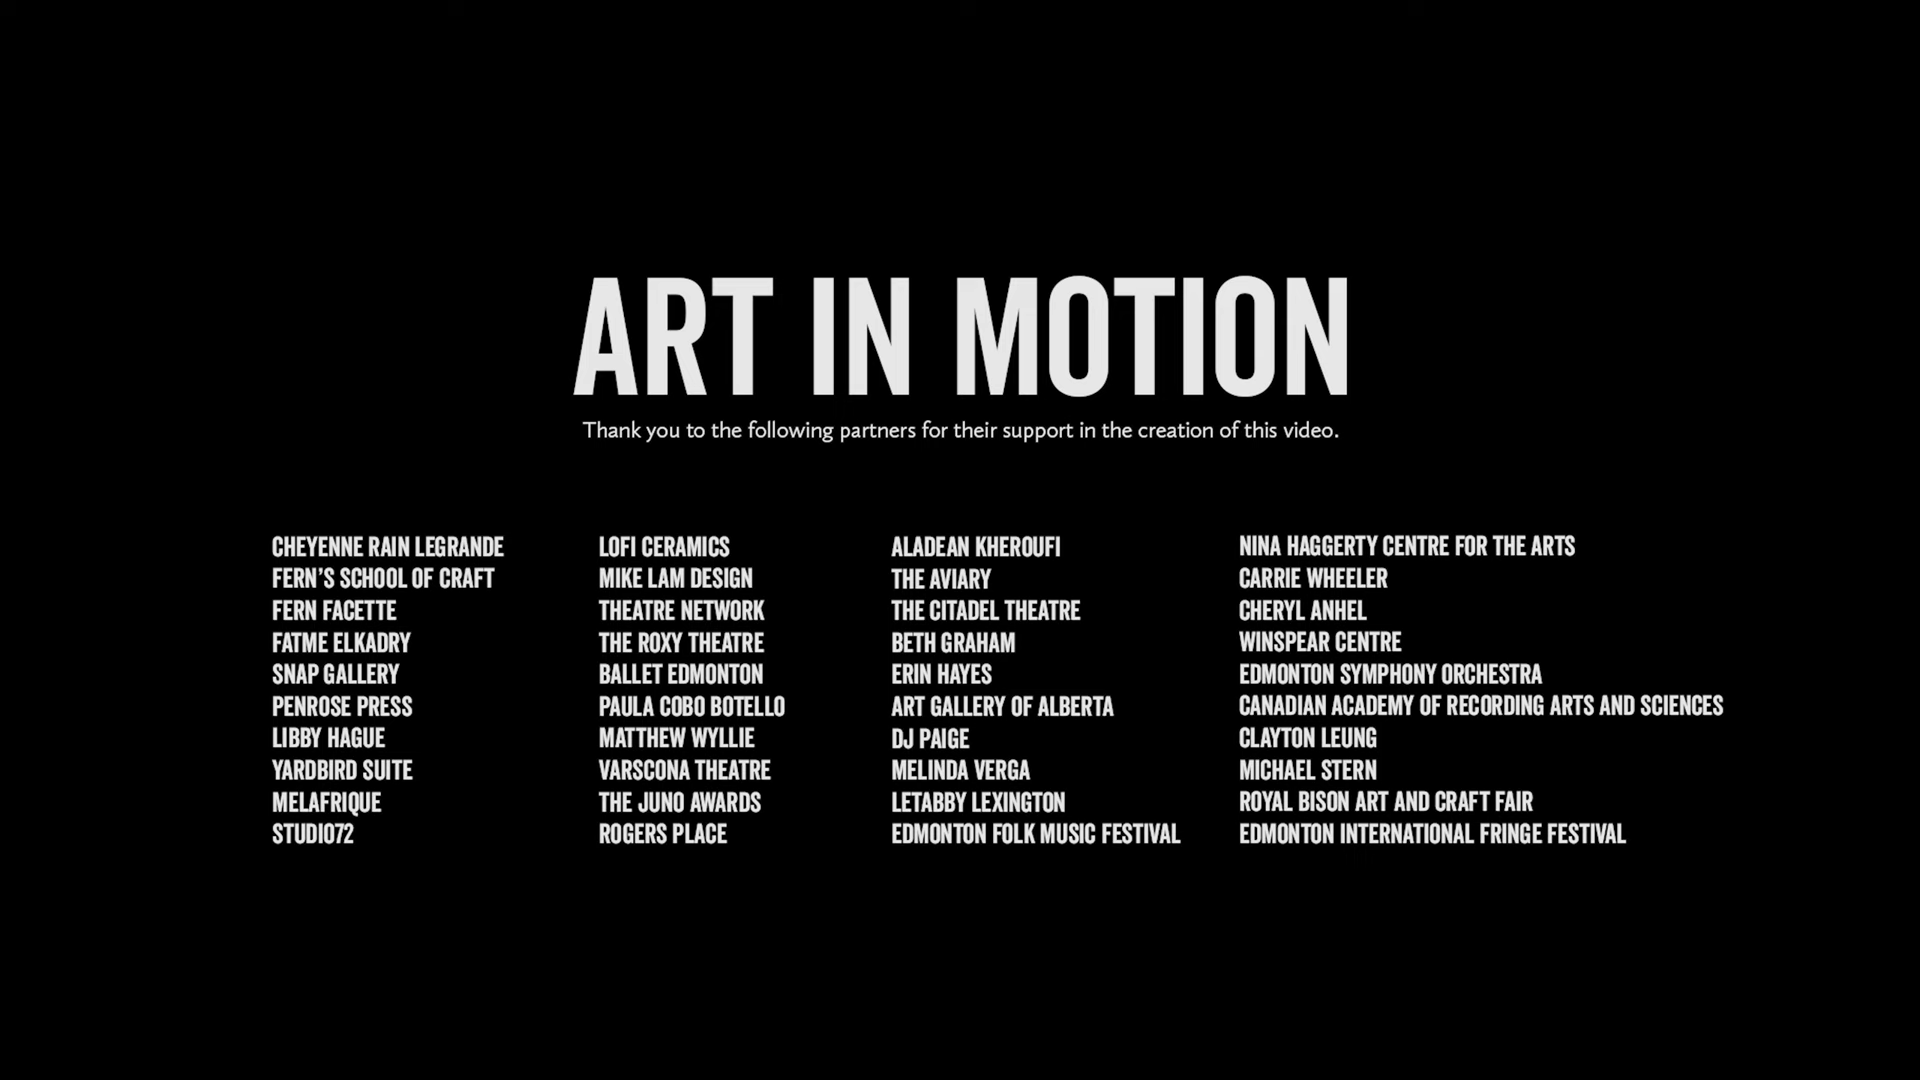 ART IN MOTION
Thank you to the following partners for their support in the creation of this video.
CHEYENNE RAIN LEGRANDE
FERN'S SCHOOL OF CRAFT
FERN FACETTE
FATME ELKADRY
SNAP GALLERY
PENROSE PRESS
LIBBY HAGUE
YARDBIRD SUITE
MELAFRIQUE
STUDIO72
LOFI CERAMICS
MIKE LAM DESIGN
THEATRE NETWORK
THE ROXY THEATRE
BALLET EDMONTON
PAULA COBO BOTELLO
MATTHEW WYLLIE
VARSCONA THEATRE
THE JUNO AWARDS
ROGERS PLACE
ALADEAN KHEROUFI
THE AVIARY
THE CITADEL THEATRE
BETH GRAHAM
ERIN HAYES
ART GALLERY OF ALBERTA
DJ PAIGE
MELINDA VERGA
LETABBY LEXINGTON
EDMONTON FOLK MUSIC FESTIVAL
NINA HAGGERTY CENTRE FOR THE ARTS
CARRIE WHEELER
CHERYL ANHEL
WINSPEAR CENTRE
EDMONTON SYMPHONY ORCHESTRA
CANADIAN ACADEMY OF RECORDING ARTS AND SCIENCES
CLAYTON LEUNG
MICHAEL STERN
ROYAL BISON ART AND CRAFT FAIR
EDMONTON INTERNATIONAL FRINGE FESTIVAL